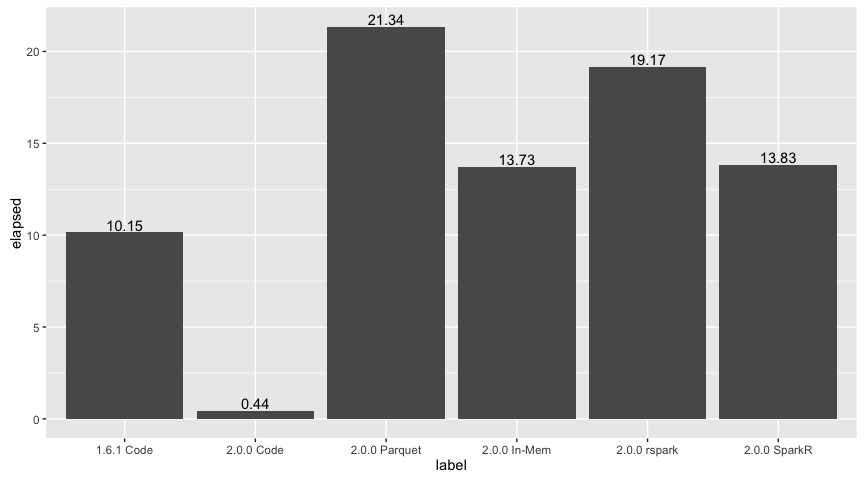 21.34
19.17
13.73
13.83
10.15
0.44
20
15
10
5
0
elapsed
1.6.1 Code
2.0.0 Code
2.0.0 Parquet
2.0.0 In-Mem
2.0.0 rspark
2.0.0 SparkR
label